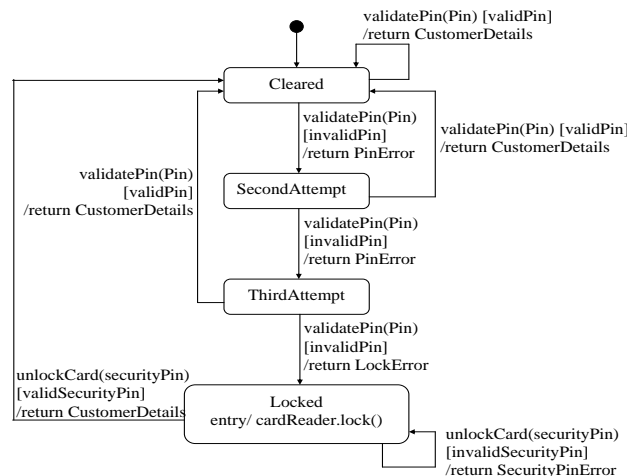 validatePin(Pin) [validPin]
/return CustomerDetails
Cleared
validatePin(Pin)
[invalidPin]
/return PinError
validatePin(Pin) [validPin]
/return CustomerDetails
validatePin(Pin)
[validPin]
/return CustomerDetails
SecondAttempt
validatePin(Pin)
[invalidPin]
/return PinError
ThirdAttempt
validatePin(Pin)
[invalidPin]
/return LockError
unlockCard(securityPin)
[validSecurityPin]
/return CustomerDetails
Locked
entry/ cardReader.lock()
unlockCard(securityPin)
[invalidSecurityPin]
/return SecurityPinError